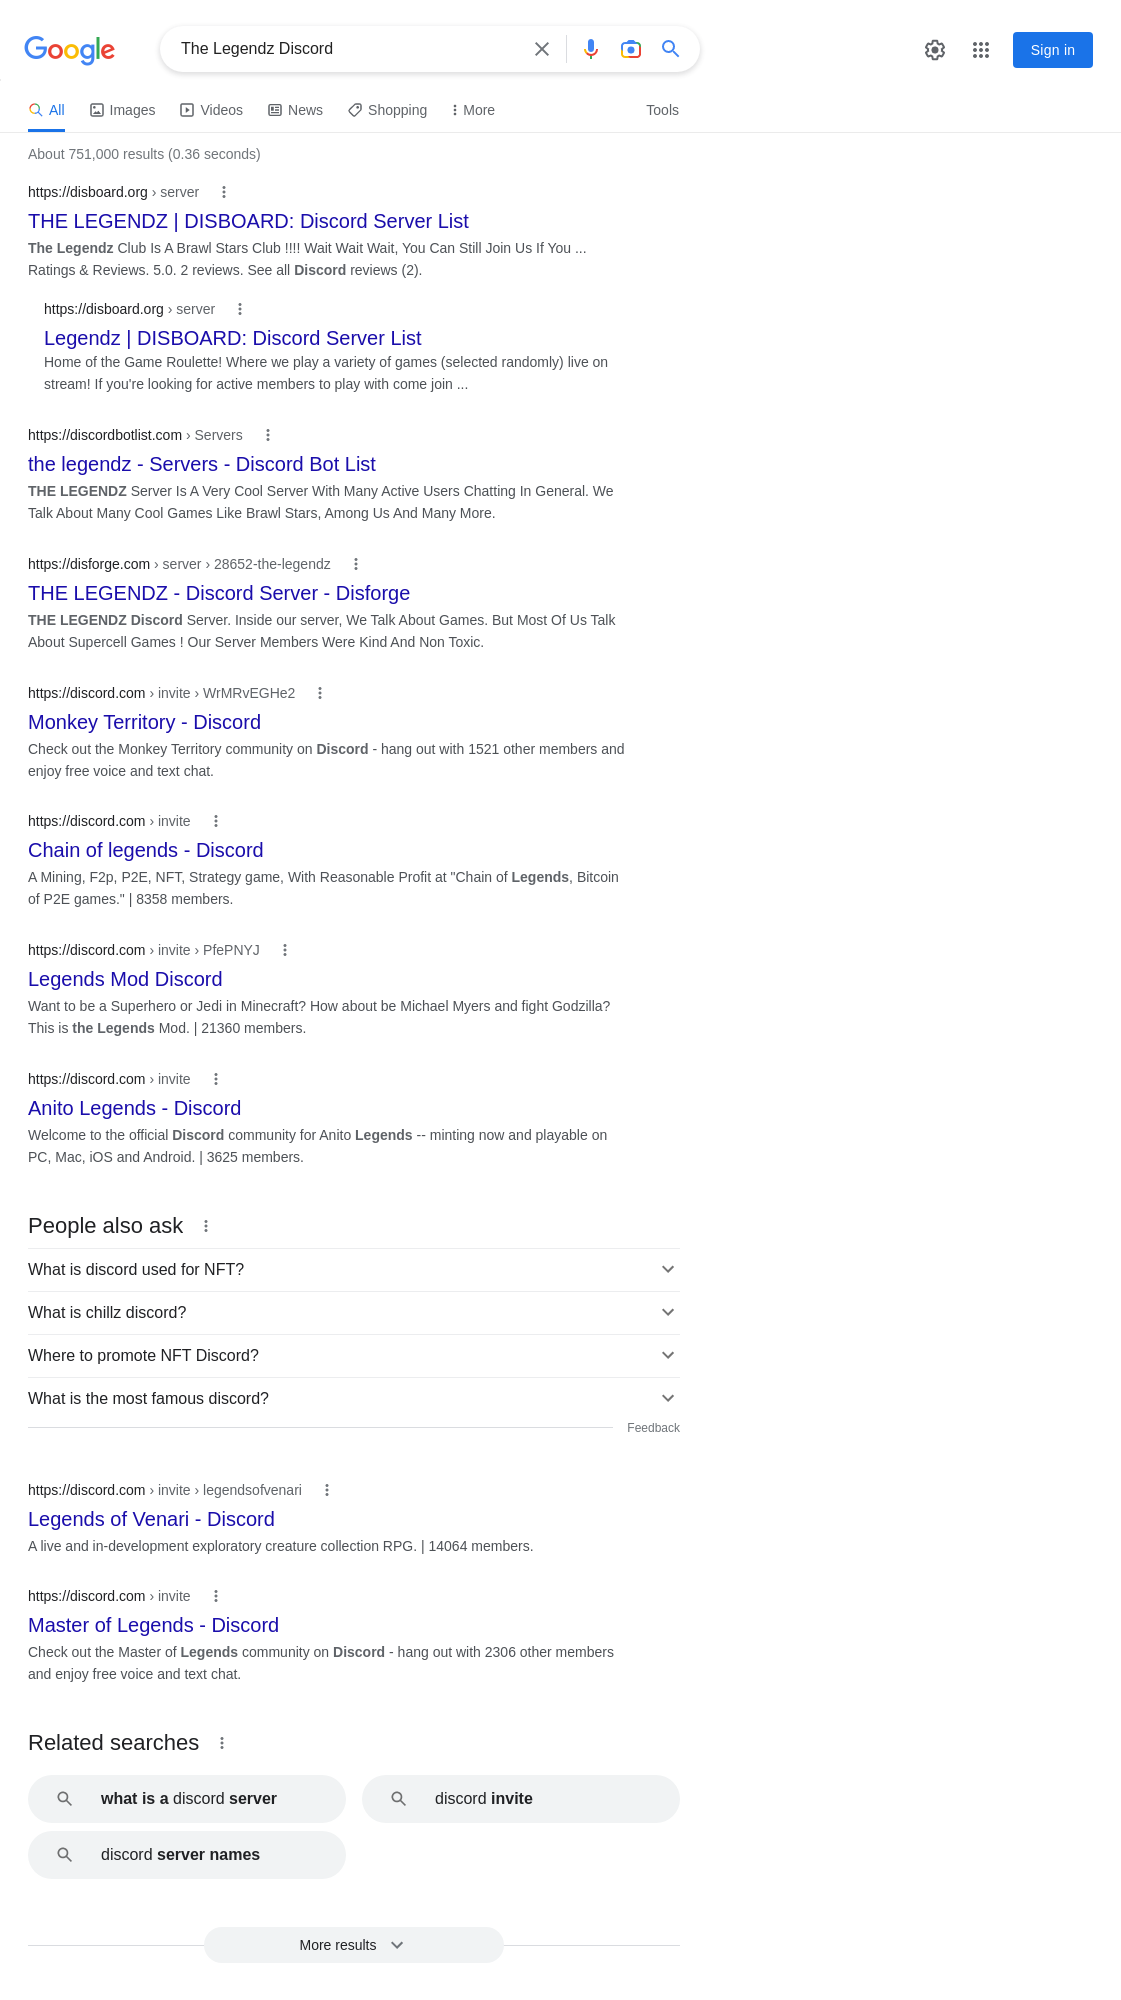 Google
The Legendz Discord
Sign in
All
Images
Videos
News
Shopping
More
Tools
About 751,000 results (0.36 seconds)
https://disboard.org › server
THE LEGENDZ | DISBOARD: Discord Server List
The Legendz Club Is A Brawl Stars Club !!!! Wait Wait Wait, You Can Still Join Us If You ...
Ratings & Reviews. 5.0. 2 reviews. See all Discord reviews (2).
https://disboard.org › server
Legendz | DISBOARD: Discord Server List
Home of the Game Roulette! Where we play a variety of games (selected randomly) live on
stream! If you're looking for active members to play with come join ...
https://discordbotlist.com › Servers
the legendz - Servers - Discord Bot List
THE LEGENDZ Server Is A Very Cool Server With Many Active Users Chatting In General. We
Talk About Many Cool Games Like Brawl Stars, Among Us And Many More.
https://disforge.com › server › 28652-the-legendz
THE LEGENDZ - Discord Server - Disforge
THE LEGENDZ Discord Server. Inside our server, We Talk About Games. But Most Of Us Talk
About Supercell Games ! Our Server Members Were Kind And Non Toxic.
https://discord.com › invite › WrMRvEGHe2
Monkey Territory - Discord
Check out the Monkey Territory community on Discord - hang out with 1521 other members and
enjoy free voice and text chat.
https://discord.com › invite
Chain of legends - Discord
A Mining, F2p, P2E, NFT, Strategy game, With Reasonable Profit at "Chain of Legends, Bitcoin
of P2E games." | 8358 members.
https://discord.com › invite › PfePNYJ
Legends Mod Discord
Want to be a Superhero or Jedi in Minecraft? How about be Michael Myers and fight Godzilla?
This is the Legends Mod. | 21360 members.
https://discord.com › invite
Anito Legends - Discord
Welcome to the official Discord community for Anito Legends -- minting now and playable on
PC, Mac, iOS and Android. | 3625 members.
People also ask
What is discord used for NFT?
What is chillz discord?
Where to promote NFT Discord?
What is the most famous discord?
Feedback
https://discord.com › invite › legendsofvenari
Legends of Venari - Discord
A live and in-development exploratory creature collection RPG. | 14064 members.
https://discord.com › invite
Master of Legends - Discord
Check out the Master of Legends community on Discord - hang out with 2306 other members
and enjoy free voice and text chat.
Related searches
what is a discord server
discord invite
discord server names
More results